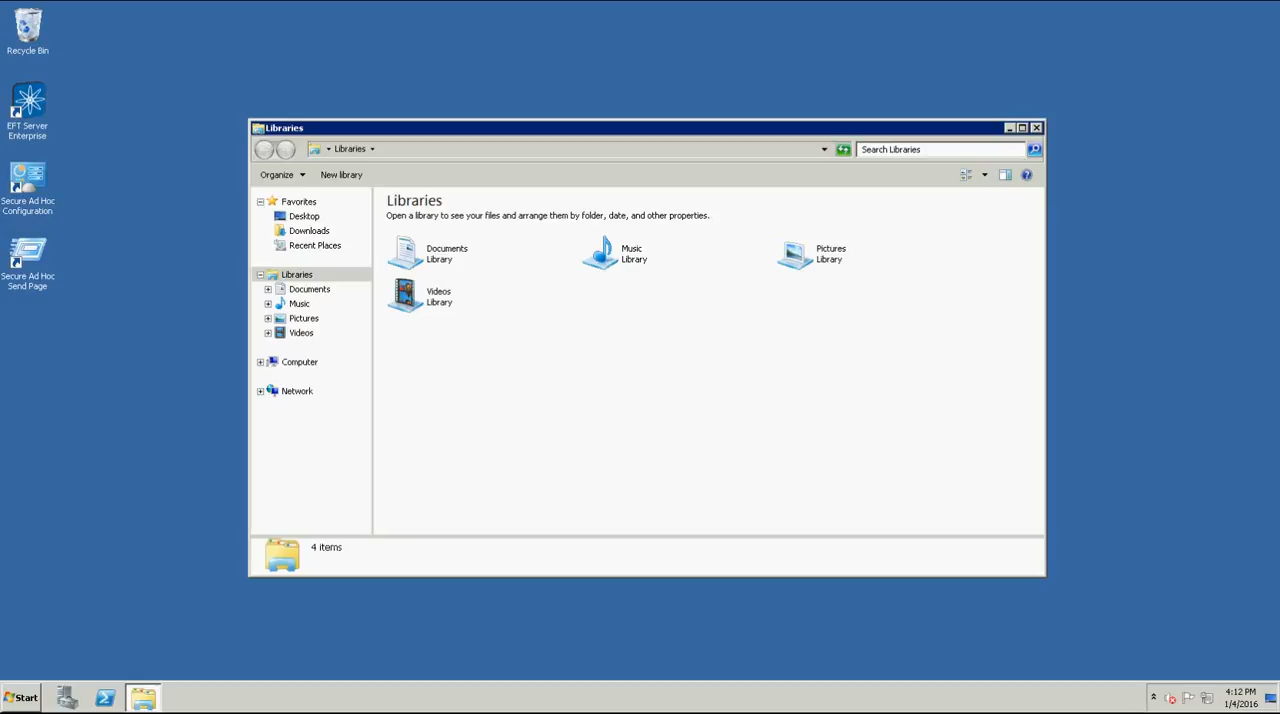 Recycle Bin
EFT Server
Enterprise
Secure Ad Hoc
Configuration
Secure Ad Hoc
Send Page
Libraries
Libraries
Search Libraries
Organize
New library
Favorites
Desktop
Downloads
Recent Places
Libraries
Documents
Music
Pictures
Videos
Computer
Network
Libraries
Open a library to see your files and arrange them by folder, date, and other properties.
Documents
Library
Music
Library
Pictures
Library
Videos
Library
4 items
Start
4:12 PM
1/4/2016